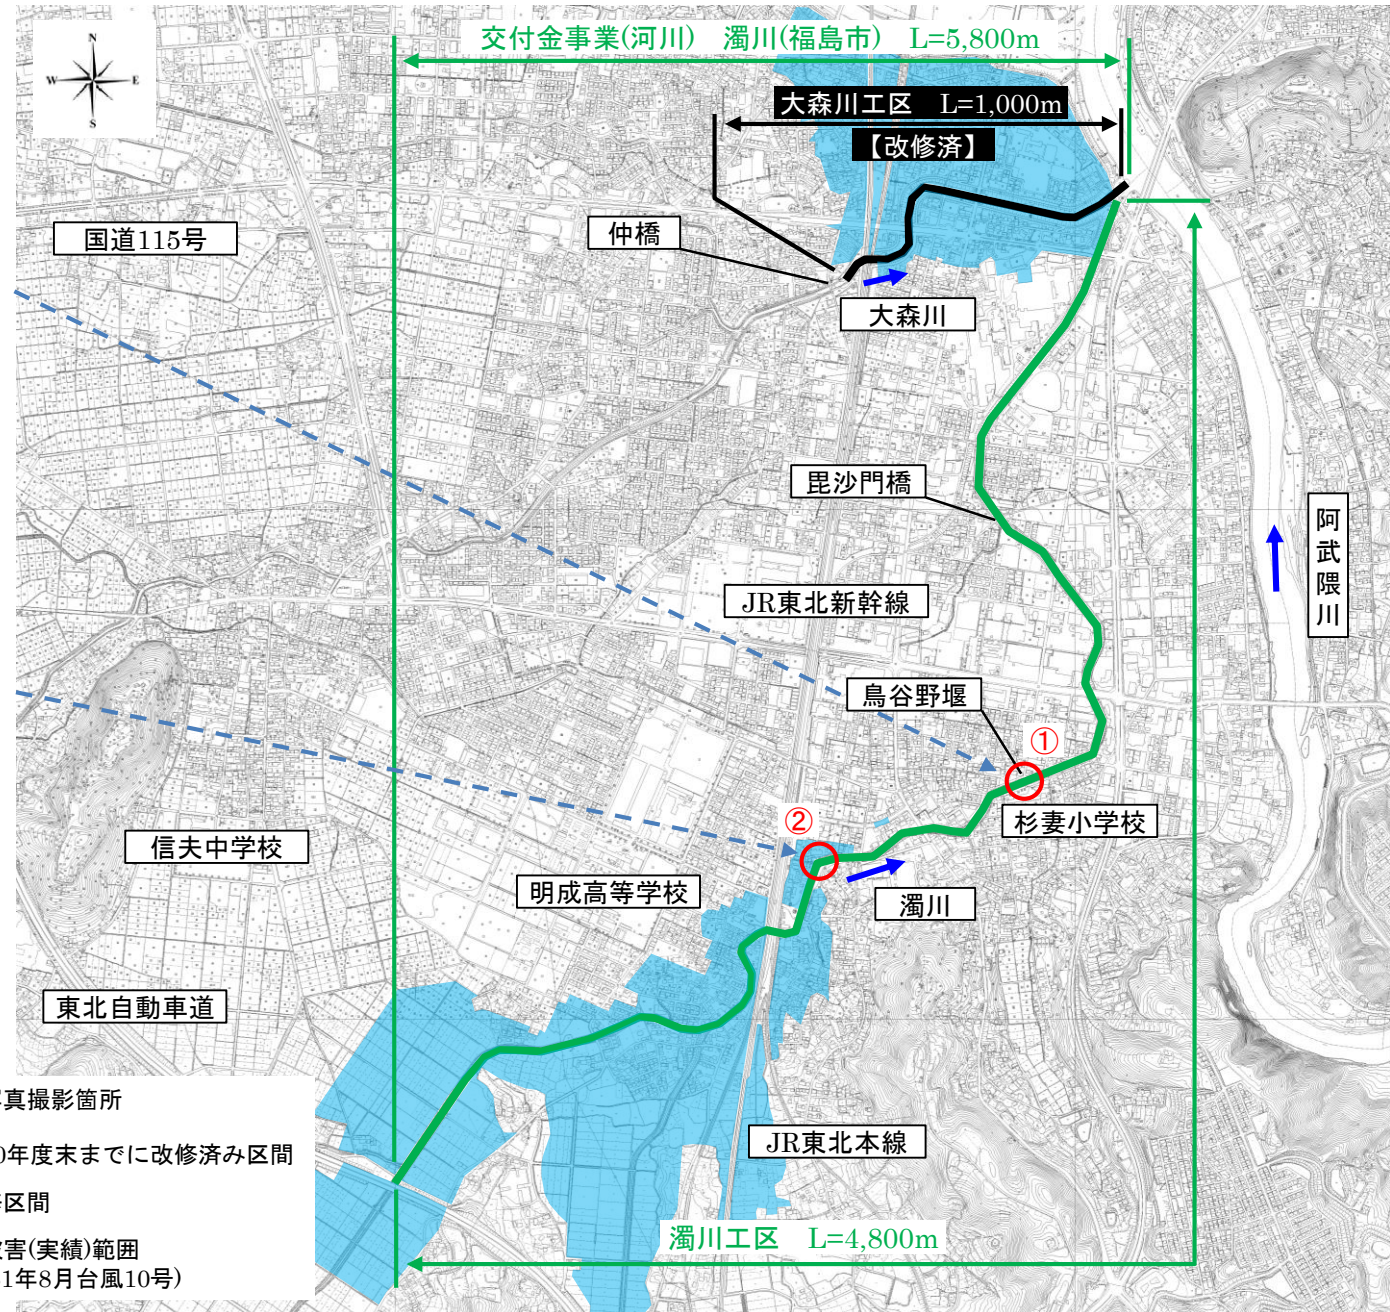 交付金事業(河川) 濁川(福島市) L=5,800m
N
W
E
S
大森川工区 L=1,000m
【改修済】
国道115号
仲橋
大森川
毘沙門橋
阿武隈川
JR東北新幹線
鳥谷野堰
①
杉妻小学校
②
信夫中学校
明成高等学校
濁川
東北自動車道
真撮影箇所
0年度末までに改修済み区間
区間
害(実績)範囲
1年8月台風10号)
JR東北本線
濁川工区 L=4,800m